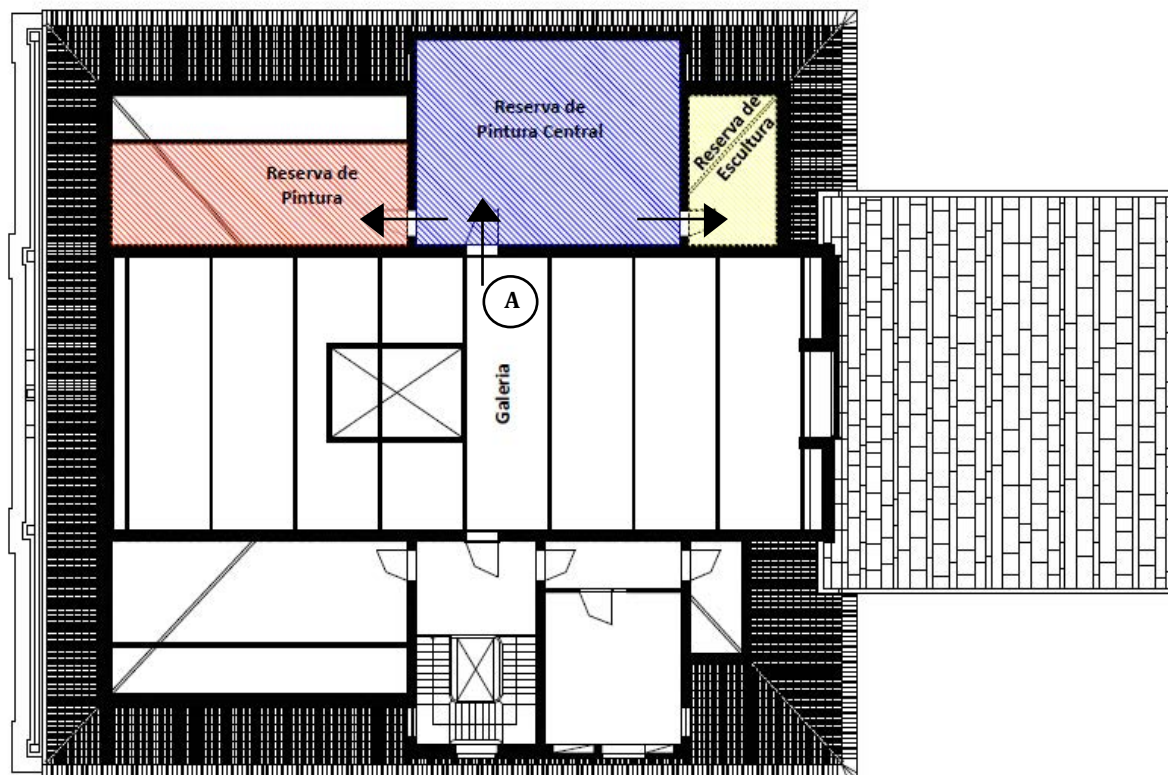 Reserva de
Pintura Central
Reserva de
Escultura
Reserva de
Pintura
A
Galeria